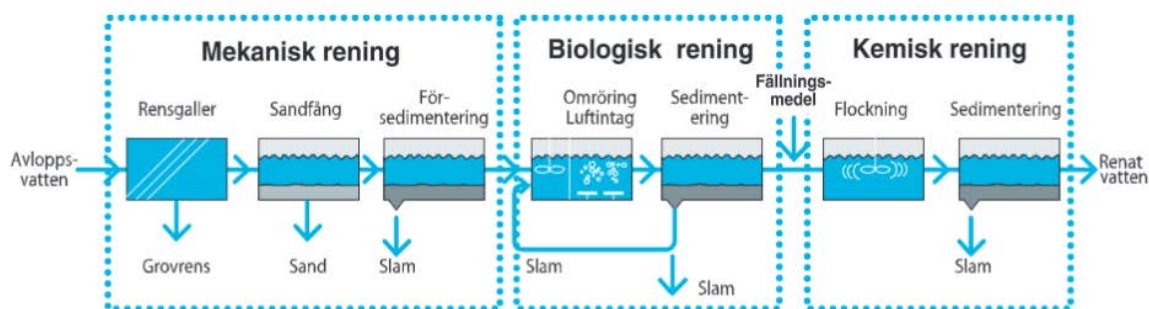 Mekanisk rening
Rensgaller
Sandfång
För-
sedimentering
Avlopps-
vatten
Grovrens
Sand
Slam
Biologisk rening
Omröring
Luftintag
Sediment-
ering
Slam
Slam
Fällnings-
medel
Kemisk rening
Flockning
Sedimentering
Slam
Renat
vatten